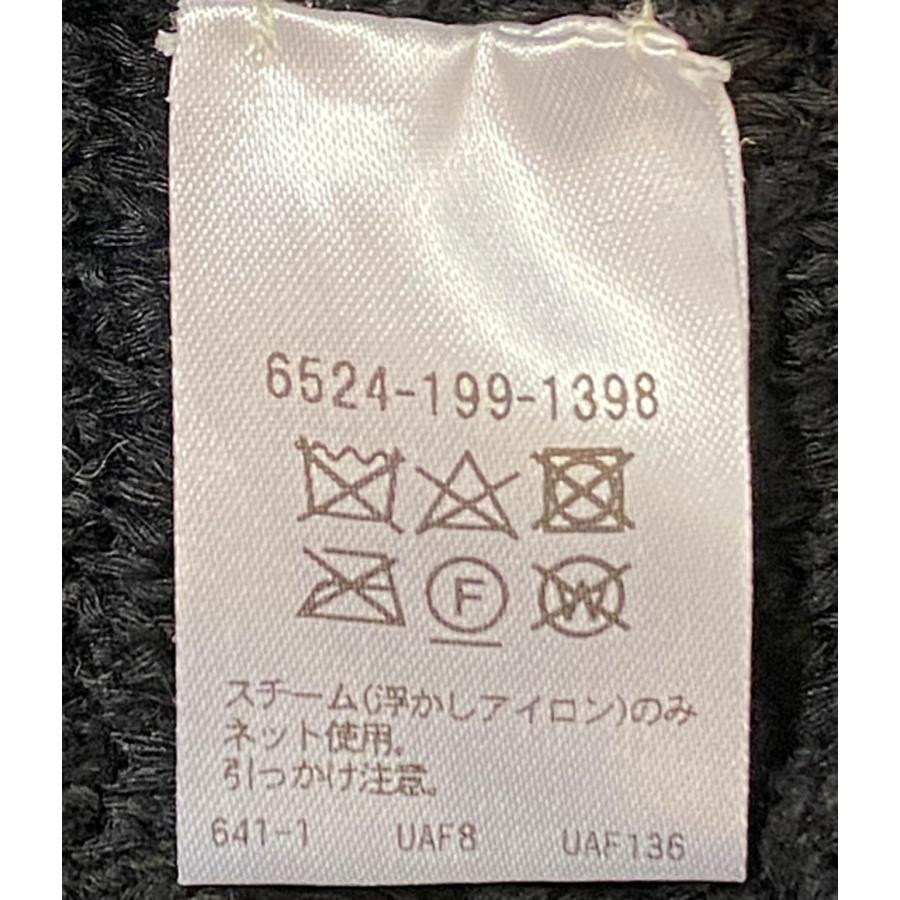 6524-199-1398
F W
スチーム(浮かしアイロン)のみ
ネット使用。
引っかけ注意。
641-1 UAF8 UAF136